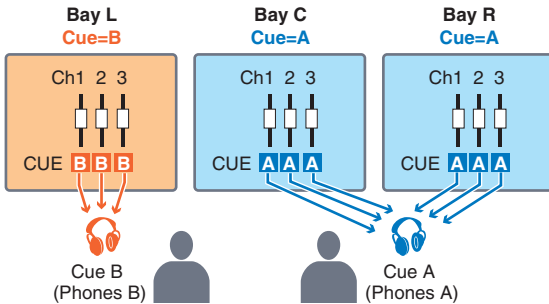 Bay L
Cue=B
Ch1 2 3
CUE B B B
Cue B
(Phones B)
Bay C
Cue=A
Ch1 2 3
CUE A A A
Bay R
Cue=A
Ch1 2 3
CUE A A A
Cue A
(Phones A)